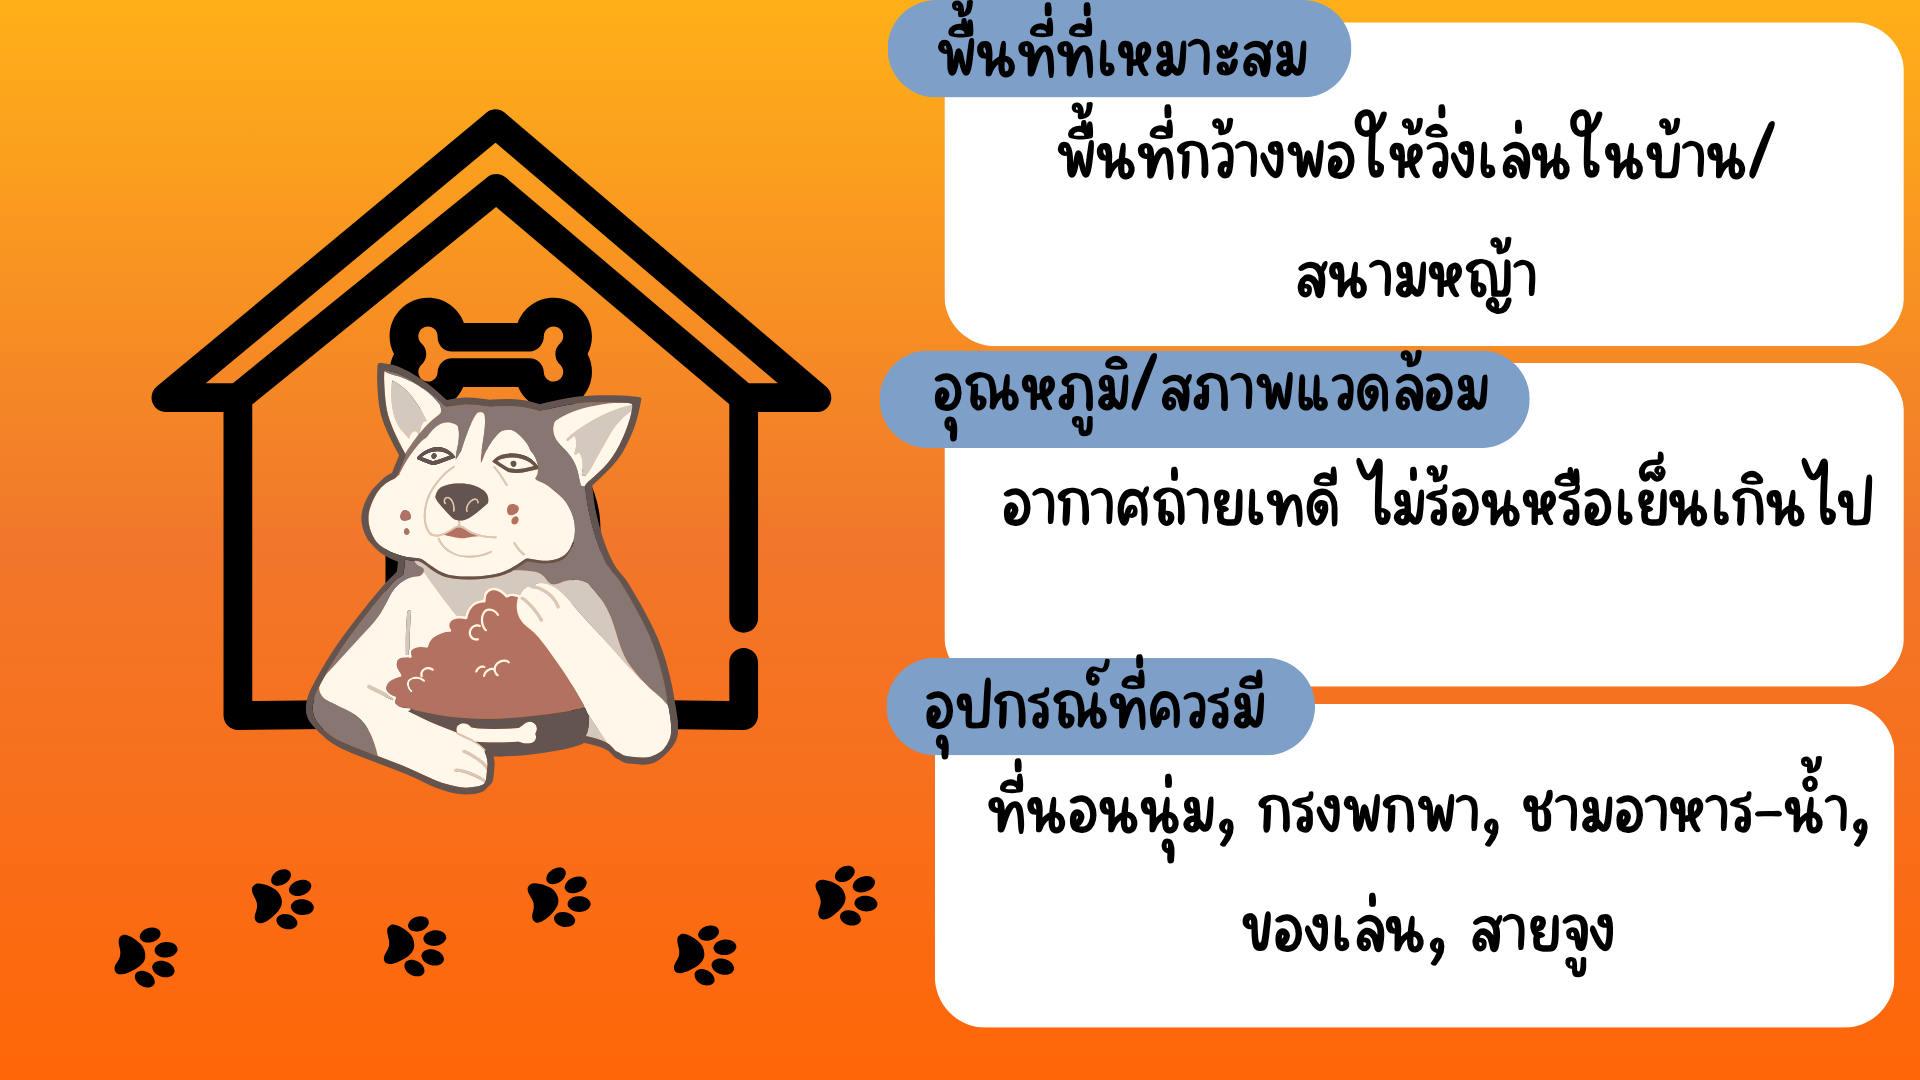 พื้นที่ที่เหมาะสม
พื้นที่กว้างพอให้วิ่งเล่นในบ้าน/
สนามหญ้า
อุณหภูมิ/สภาพแวดล้อม
อากาศถ่ายเทดี ไม่ร้อนหรือเย็นเกินไป
อุปกรณ์ที่ควรมี
ที่นอนนุ่ม, กรงพกพา, ชามอาหาร-น้ำ,
ของเล่น, สายจูง